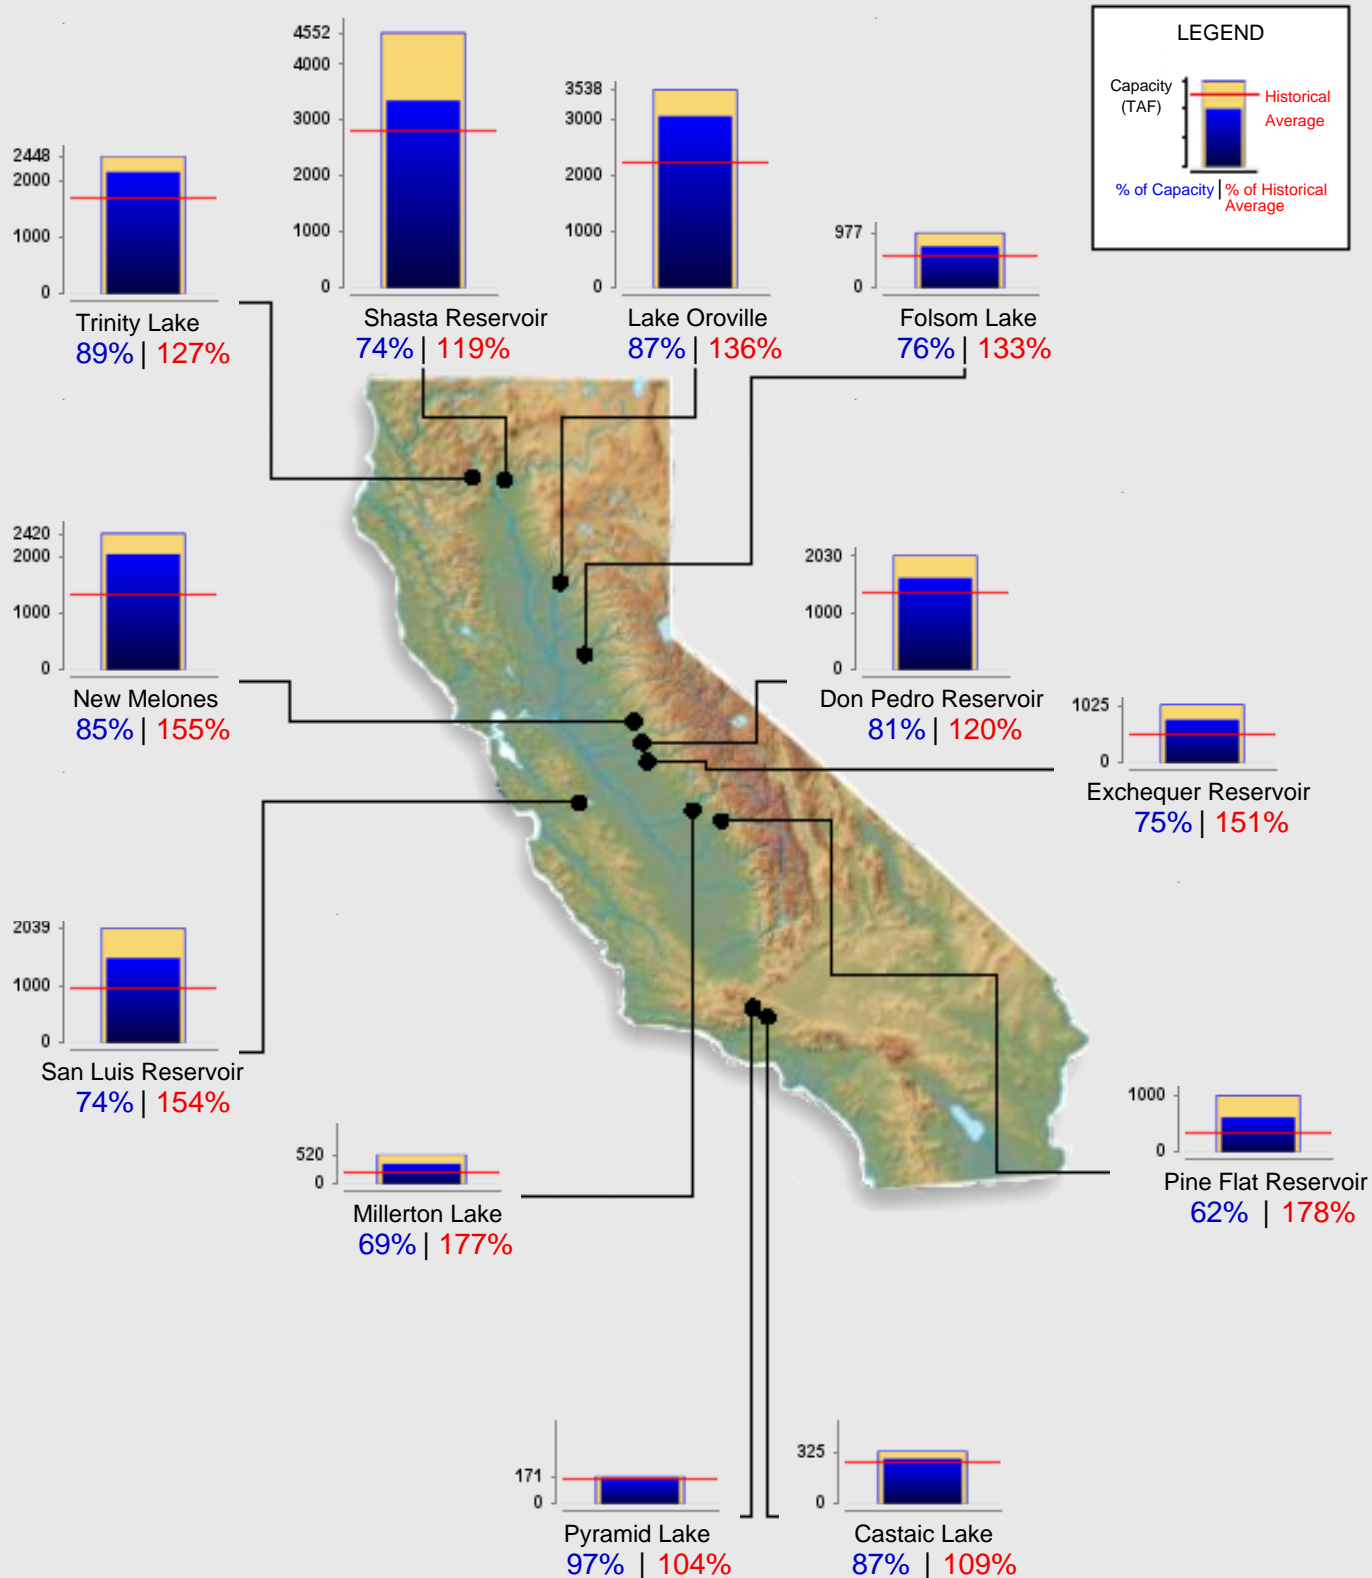 LEGEND
Capacity
(TAF)
Historical
Average
% of Capacity | % of Historical
Average
4552
4000
3000
2000
1000
0
Shasta Reservoir
74% | 119%
3538
3000
2000
1000
0
Lake Oroville
87% | 136%
2448
2000
1000
0
Trinity Lake
89% | 127%
977
0
Folsom Lake
76% | 133%
2420
2000
1000
0
New Melones
85% | 155%
2030
1000
0
Don Pedro Reservoir
81% | 120%
1025
0
Exchequer Reservoir
75% | 151%
2039
1000
0
San Luis Reservoir
74% | 154%
520
0
Millerton Lake
69% | 177%
1000
0
Pine Flat Reservoir
62% | 178%
171
0
Pyramid Lake
97% | 104%
325
0
Castaic Lake
87% | 109%